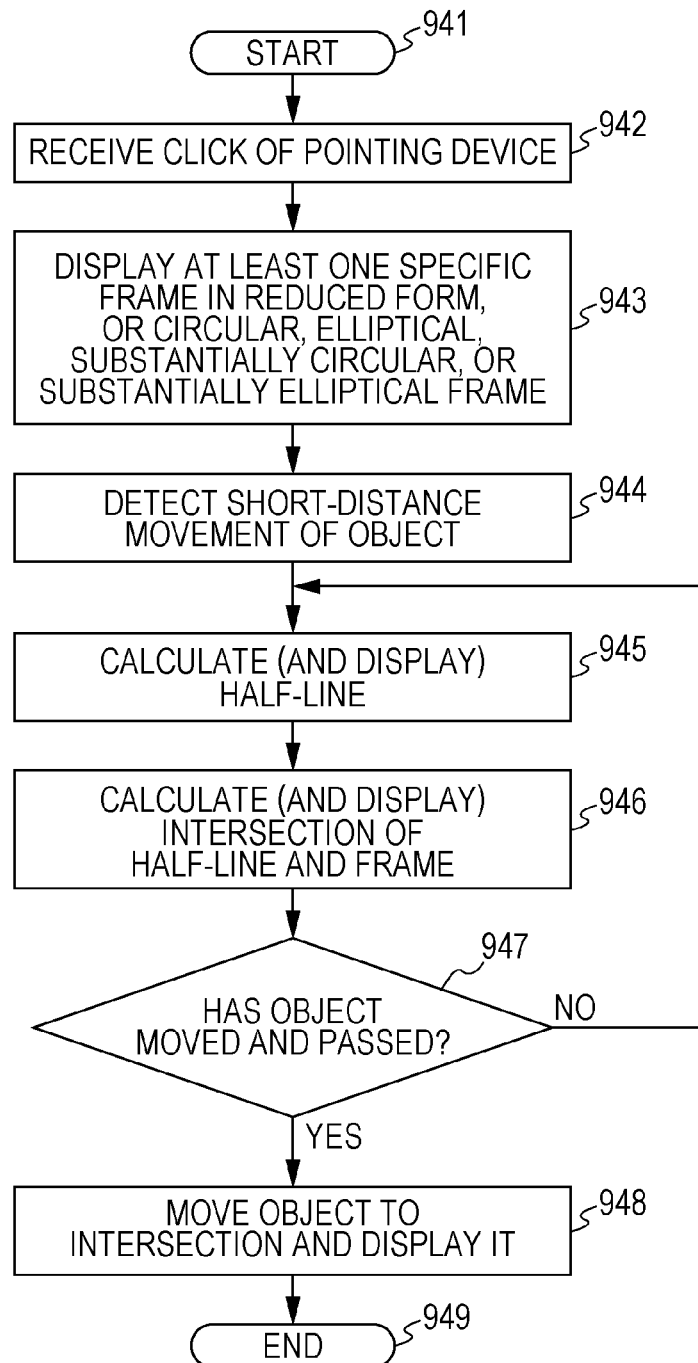 941
START
942
RECEIVE CLICK OF POINTING DEVICE
943
DISPLAY AT LEAST ONE SPECIFIC
FRAME IN REDUCED FORM,
OR CIRCULAR, ELLIPTICAL,
SUBSTANTIALLY CIRCULAR, OR
SUBSTANTIALLY ELLIPTICAL FRAME
944
DETECT SHORT-DISTANCE
MOVEMENT OF OBJECT
945
CALCULATE (AND DISPLAY)
HALF-LINE
946
CALCULATE (AND DISPLAY)
INTERSECTION OF
HALF-LINE AND FRAME
947
HAS OBJECT
MOVED AND PASSED?
NO
YES
948
MOVE OBJECT TO
INTERSECTION AND DISPLAY IT
949
END